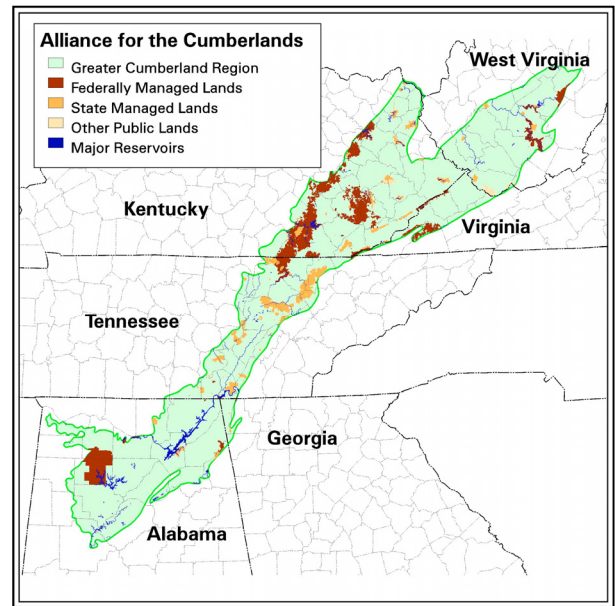 Alliance for the Cumberlands
Greater Cumberland Region
Federally Managed Lands
State Managed Lands
Other Public Lands
Major Reservoirs
West Virginia
Kentucky
Virginia
Tennessee
Georgia
Alabama